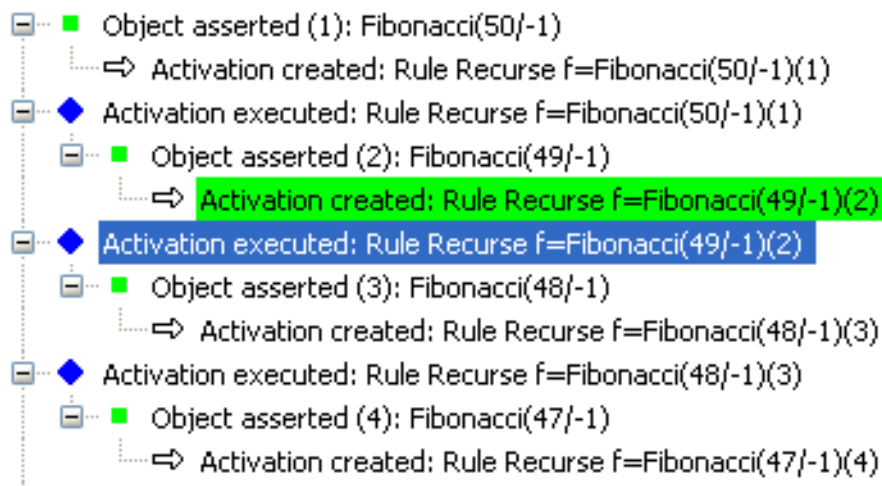 Object asserted (1): Fibonacci(50/-1)
Activation created: Rule Recurse f=Fibonacci(50/-1)(1)
Activation executed: Rule Recurse f=Fibonacci(50/-1)(1)
Object asserted (2): Fibonacci(49/-1)
Activation created: Rule Recurse f=Fibonacci(49/-1)(2)
Activation executed: Rule Recurse f=Fibonacci(49/-1)(2)
Object asserted (3): Fibonacci(48/-1)
Activation created: Rule Recurse f=Fibonacci(48/-1)(3)
Activation executed: Rule Recurse f=Fibonacci(48/-1)(3)
Object asserted (4): Fibonacci(47/-1)
Activation created: Rule Recurse f=Fibonacci(47/-1)(4)